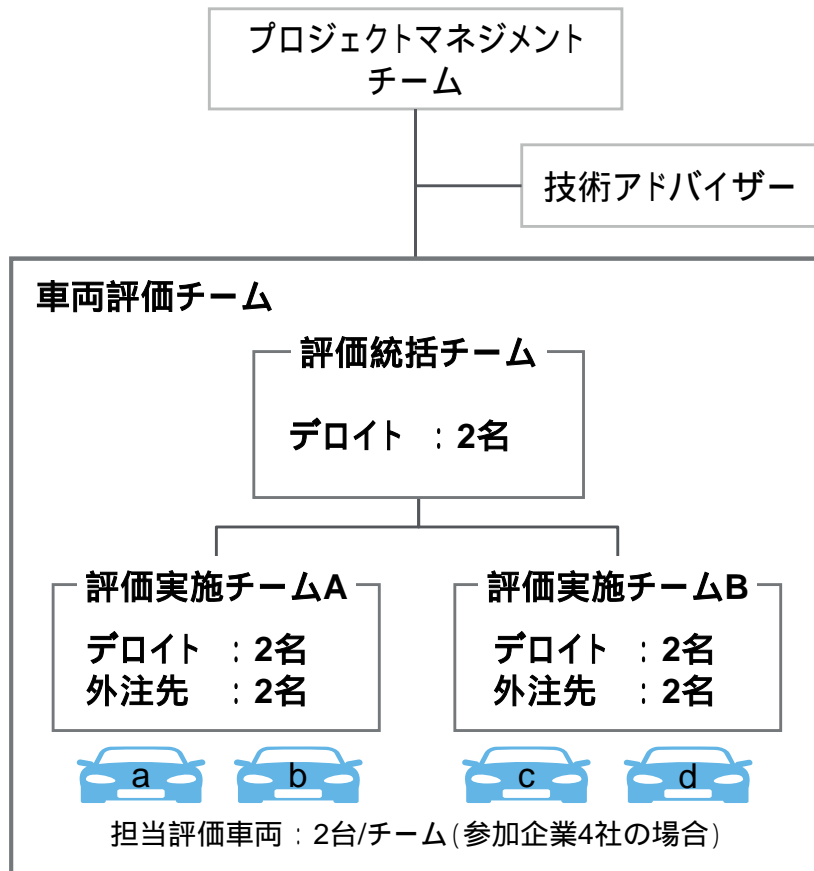 プロジェクトマネジメント
チーム
技術アドバイザー
車両評価チーム
評価統括チーム
デロイト : 2名
評価実施チームA
デロイト : 2名
外注先 : 2名
評価実施チームB
デロイト : 2名
外注先 : 2名
a
b
c
d
担当評価車両 : 2台/チーム(参加企業4社の場合)